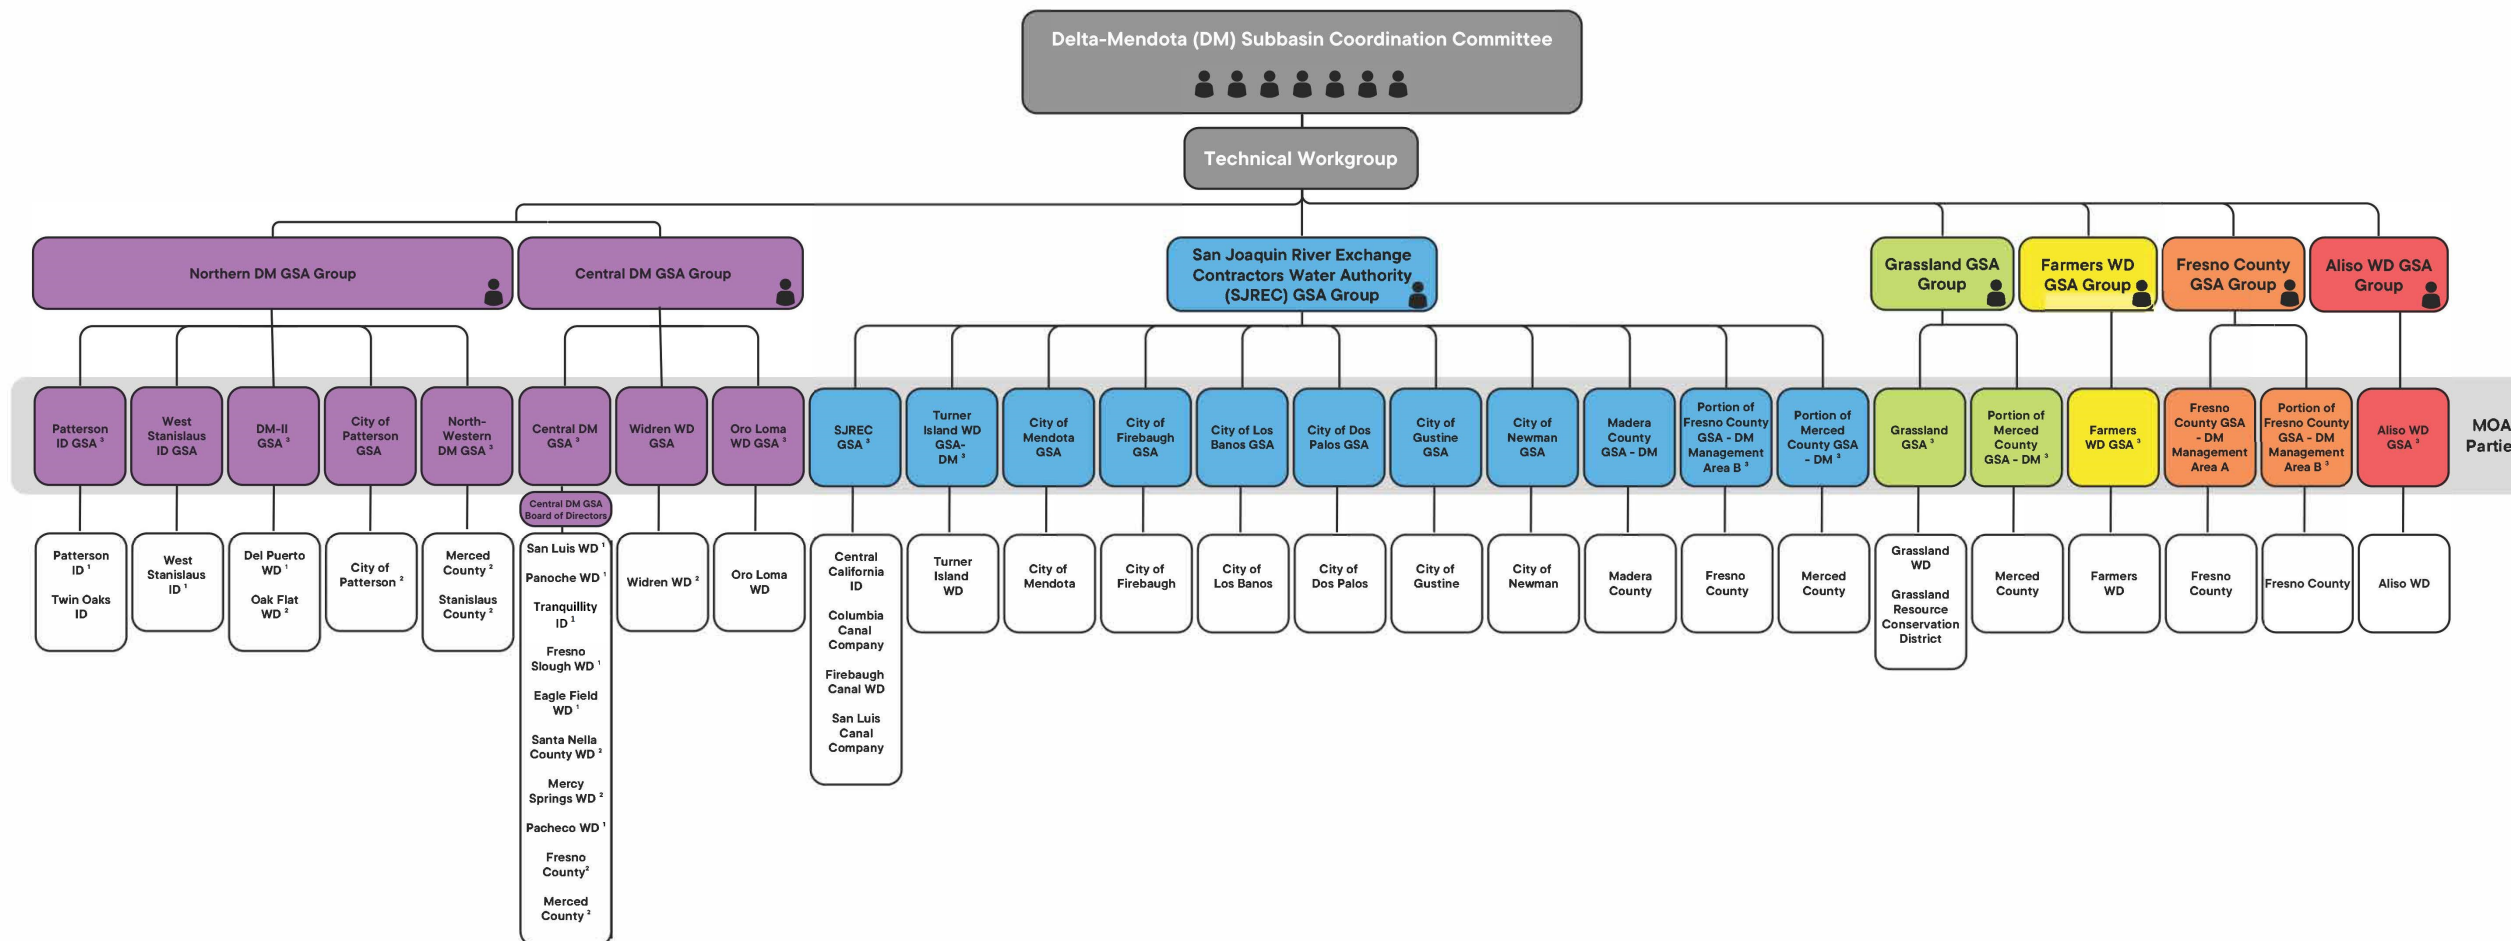 Delta-Mendota (DM) Subbasin Coordination Committee
Technical Workgroup
Northern DM GSA Group
Central DM GSA Group
San Joaquin River Exchange
Contractors Water Authority
(SJREC) GSA Group
Grassland GSA
Group
Farmers WD
GSA Group
Fresno County
GSA Group
Aliso WD GSA
Group
Patterson
ID GSA ³
West
Stanislaus
ID GSA
DM-II
GSA ³
City of
Patterson
GSA
North-
Western
DM GSA ³
Central DM
GSA ³
Widren WD
GSA
Oro Loma
WD GSA ³
SJREC
GSA ³
Turner
Island WD
GSA-
DM ³
City of
Mendota
GSA
City of
Firebaugh
GSA
City of Los
Banos GSA
City of Dos
Palos GSA
City of
Gustine
GSA
City of
Newman
GSA
Madera
County
GSA - DM
Portion of
Fresno County
GSA - DM
Management
Area B ³
Portion of
Merced
County GSA
- DM ³
Grassland
GSA ³
Portion of
Merced
County
GSA - DM ³
Farmers
WD GSA ³
Fresno
County GSA
- DM
Management
Area A
Portion of
Fresno County
GSA - DM
Management
Area B ³
Aliso WD
GSA ³
MOA
Partie
Central DM GSA
Board of Directors
Patterson
ID ¹
Twin Oaks
ID
West
Stanislaus
ID ¹
Del Puerto
WD ¹
Oak Flat
WD ²
City of
Patterson ²
Merced
County ²
Stanislaus
County ²
San Luis WD ¹
Panoche WD ¹
Tranquillity
ID ¹
Fresno
Slough WD ¹
Eagle Field
WD ¹
Santa Nella
County WD ²
Mercy
Springs WD ²
Pacheco WD ¹
Fresno
County²
Merced
County ²
Widren WD ²
Oro Loma
WD
Central
California
ID
Columbia
Canal
Company
Firebaugh
Canal WD
San Luis
Canal
Company
Turner
Island
WD
City of
Mendota
City of
Firebaugh
City of
Los Banos
City of
Dos Palos
City of
Gustine
City of
Newman
Madera
County
Fresno
County
Merced
County
Grassland
WD
Grassland
Resource
Conservation
District
Merced
County
Farmers
WD
Fresno
County
Fresno County
Aliso WD